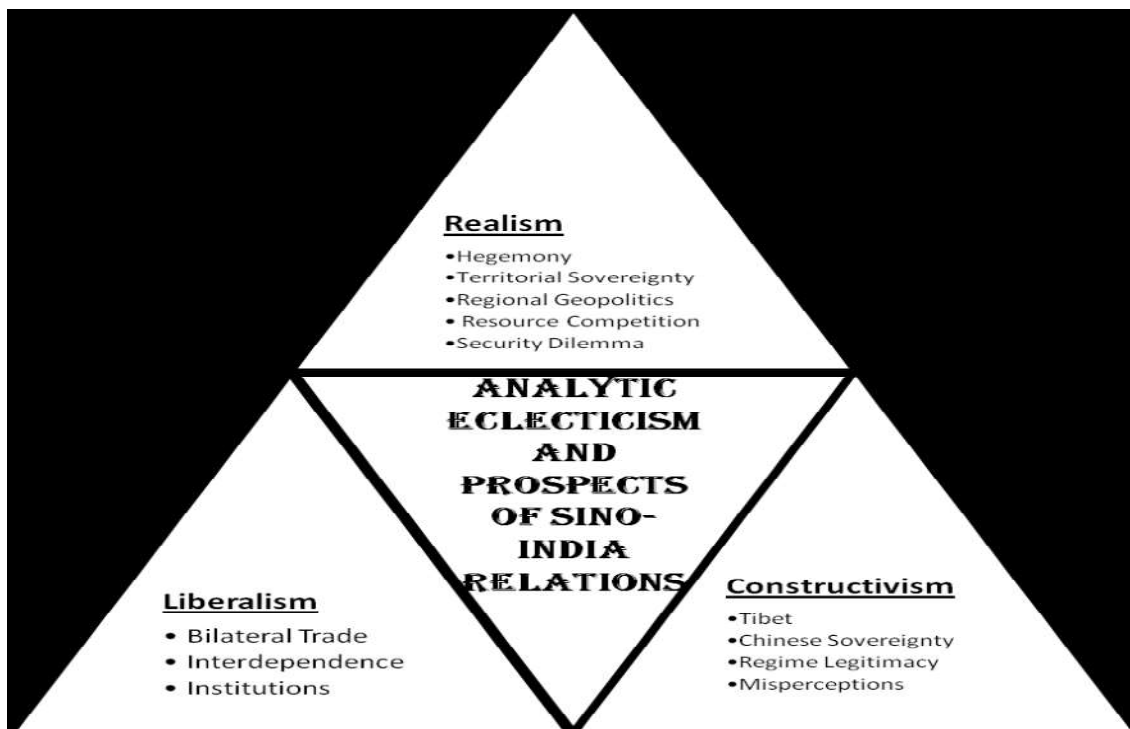 Realism
•Hegemony
•Territorial Sovereignty
•Regional Geopolitics
• Resource Competition
•Security Dilemma
ANALYTIC
ECLECTICISM
AND
PROSPECTS
OF SINO-
INDIA
RELATIONS
Liberalism
• Bilateral Trade
• Interdependence
• Institutions
Constructivism
•Tibet
•Chinese Sovereignty
•Regime Legitimacy
•Misperceptions